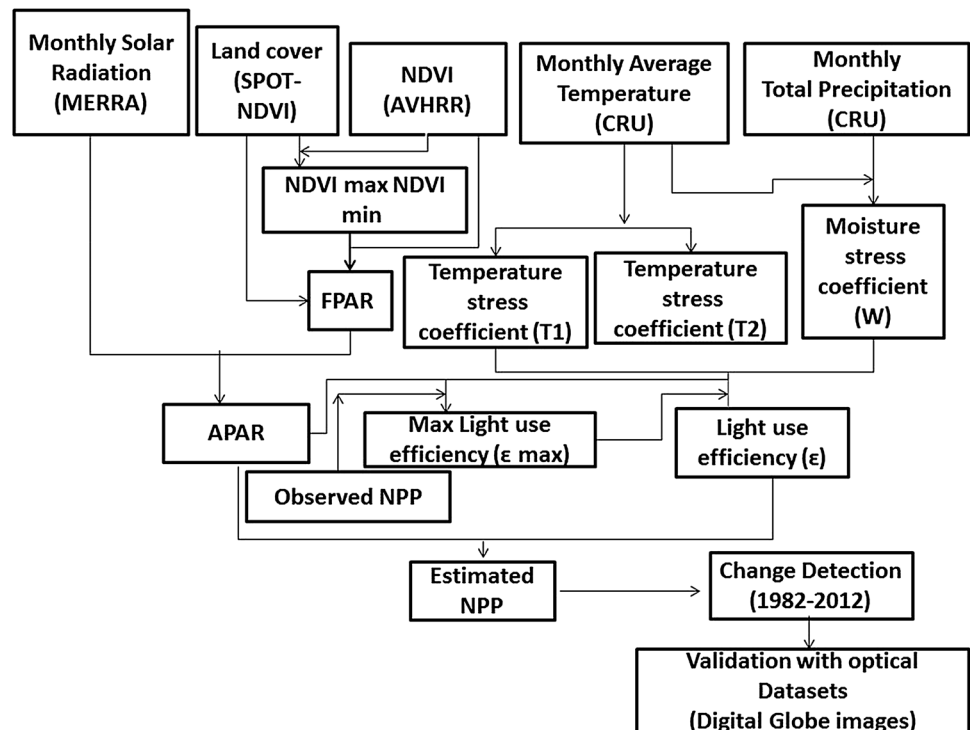 Monthly Solar
Radiation
(MERRA)
Land cover
(SPOT-
NDVI)
NDVI
(AVHRR)
Monthly Average
Temperature
(CRU)
Monthly
Total Precipitation
(CRU)
NDVI max NDVI
min
FPAR
Temperature
stress
coefficient (T1)
Temperature
stress
coefficient (T2)
Moisture
stress
coefficient
(W)
APAR
Max Light use
efficiency (ε max)
Light use
efficiency (ε)
Observed NPP
Estimated
NPP
Change Detection
(1982-2012)
Validation with optical
Datasets
(Digital Globe images)